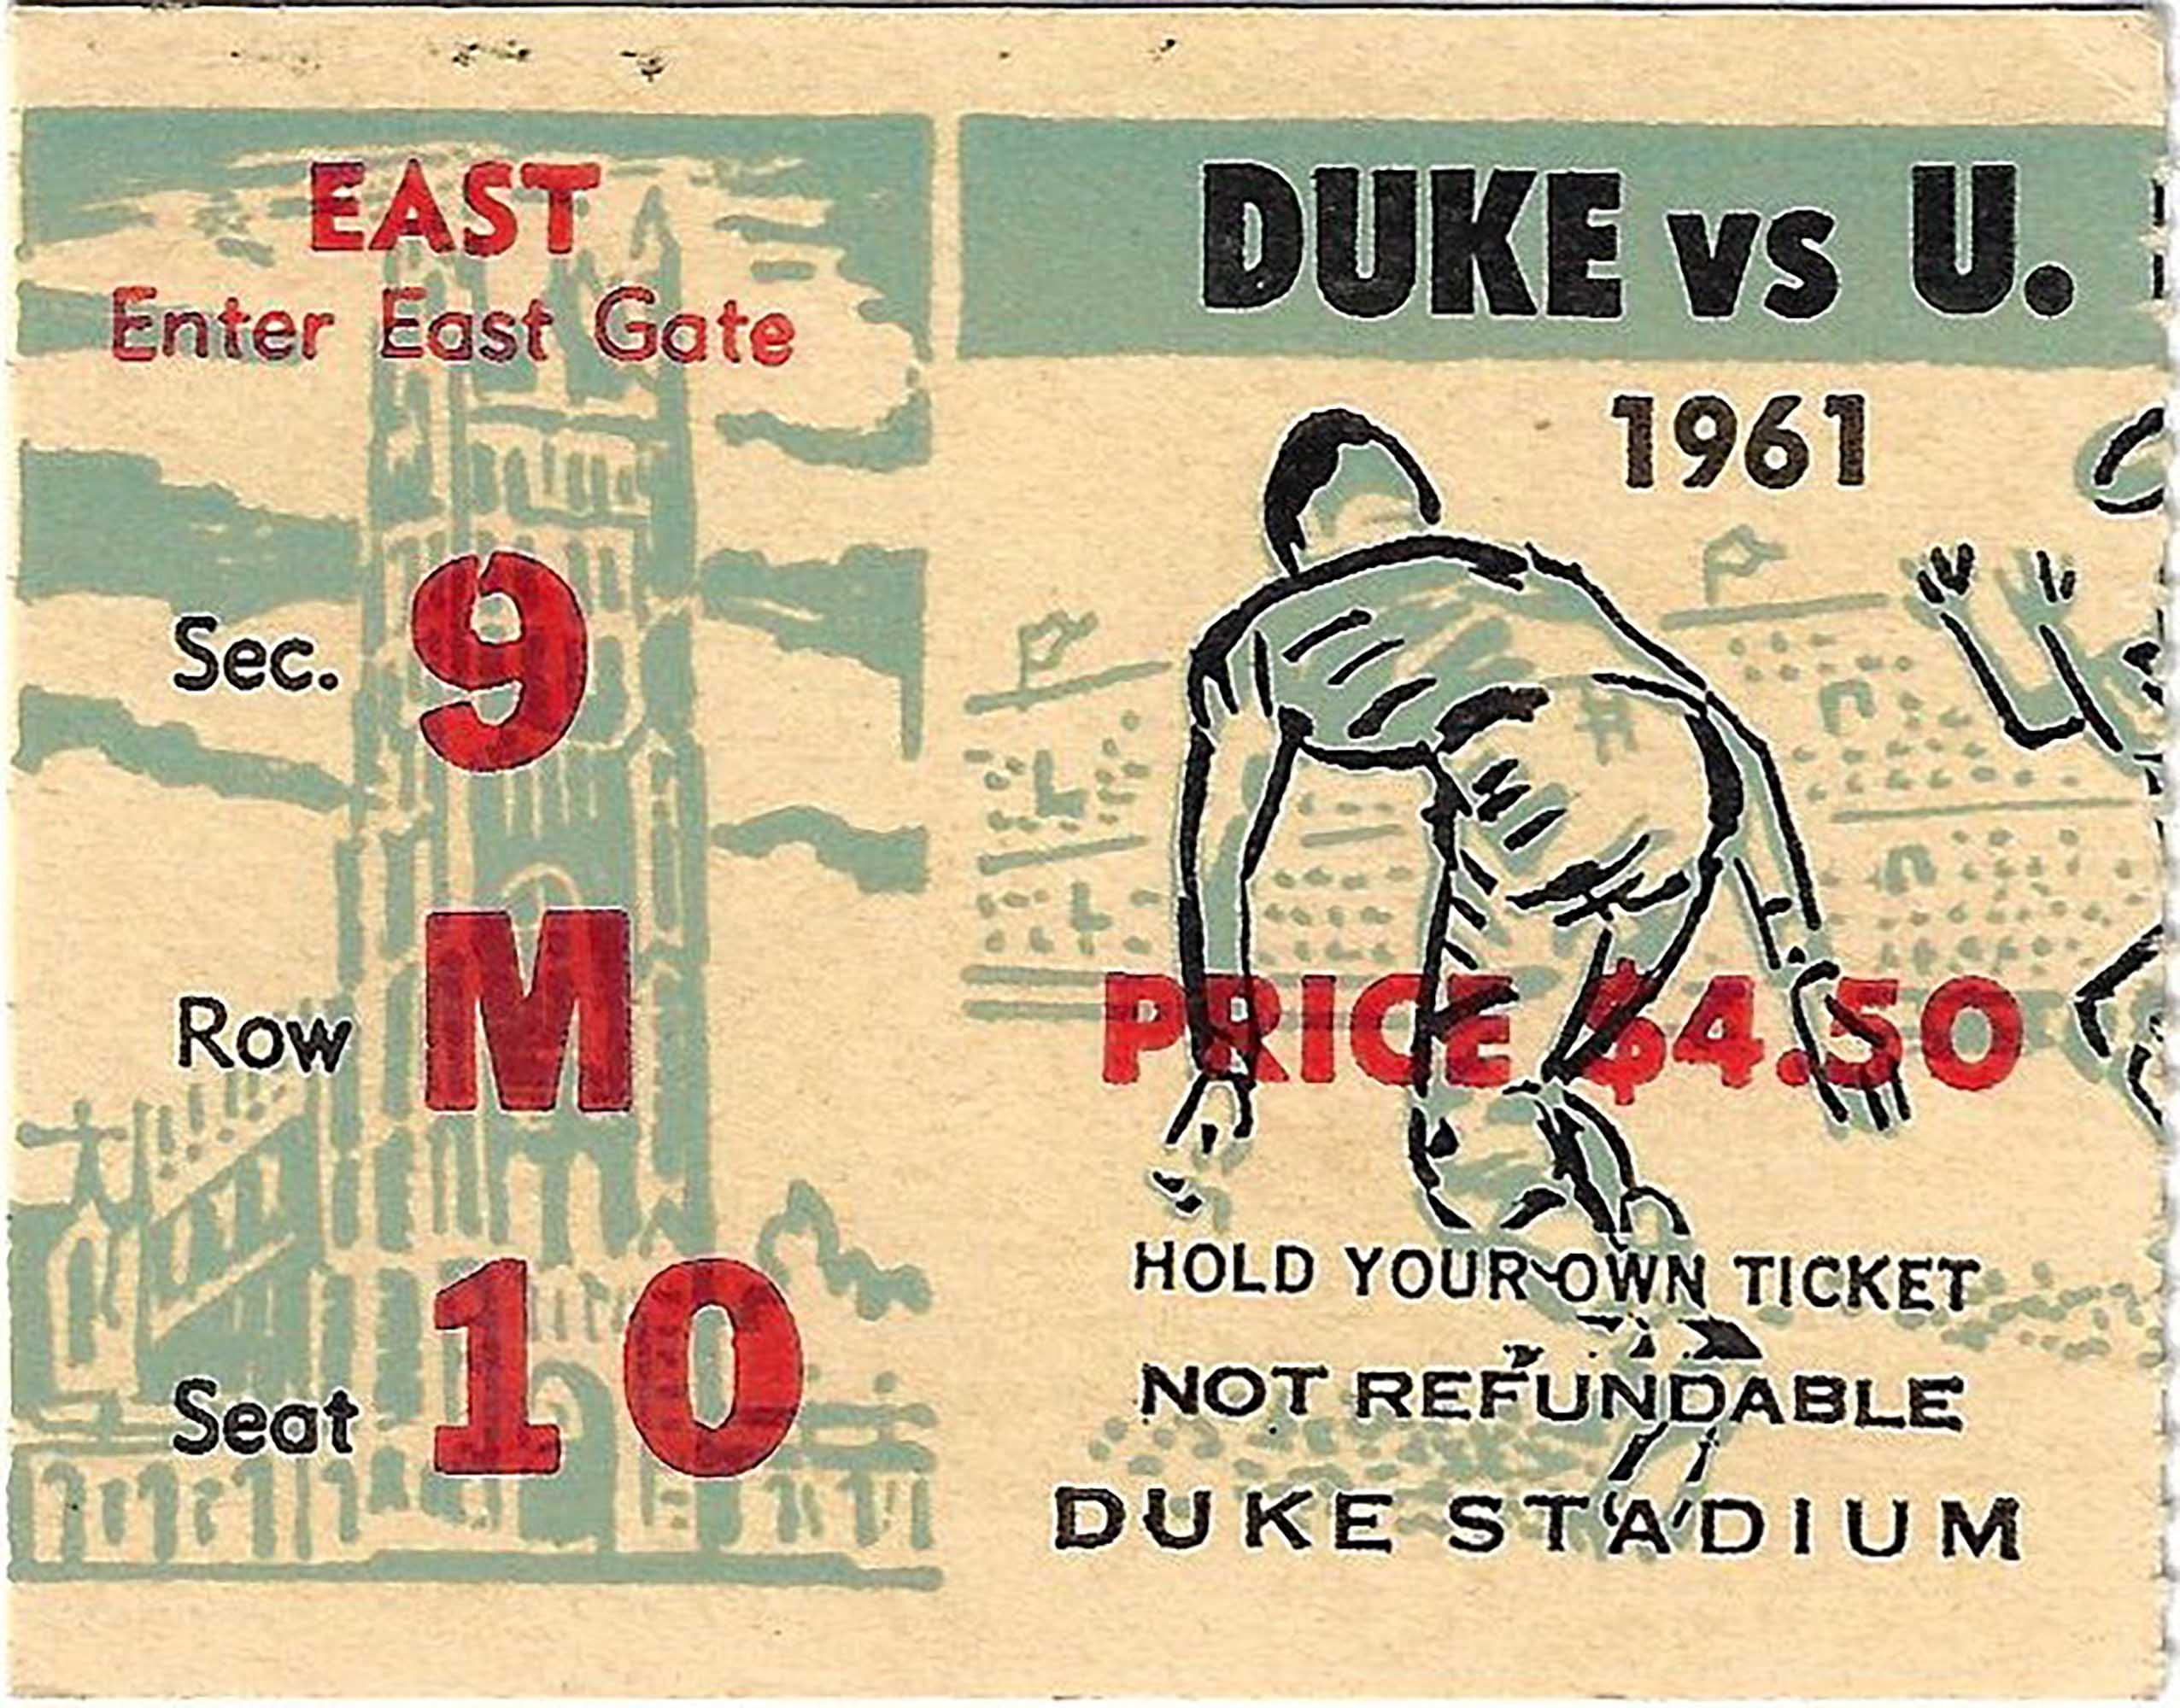 EAST
Enter East Gate
Sec. 9
Row M
Seat 10
DUKE vs U.
1961
PRICE $4.50
HOLD YOUR OWN TICKET
NOT REFUNDABLE
DUKE STADIUM